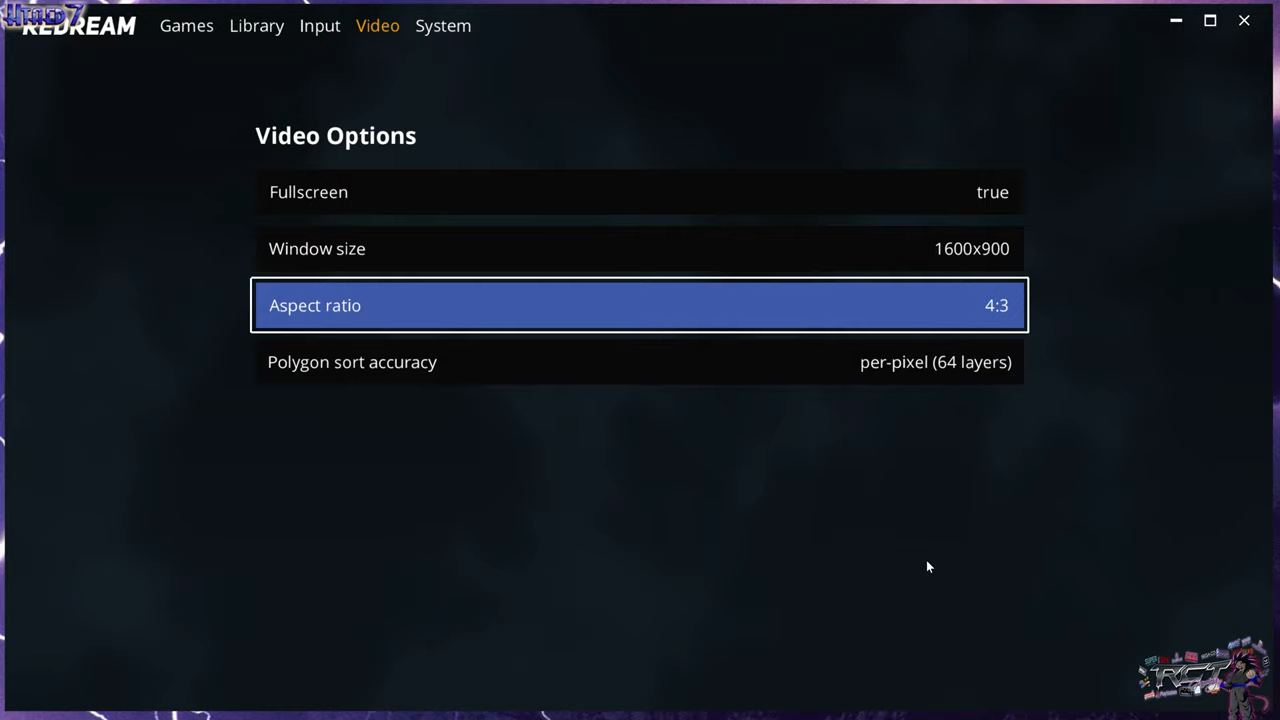 REDREAM Games Library Input Video System
Video Options
Fullscreen true
Window size 1600x900
Aspect ratio 4:3
Polygon sort accuracy per-pixel (64 layers)
RCT